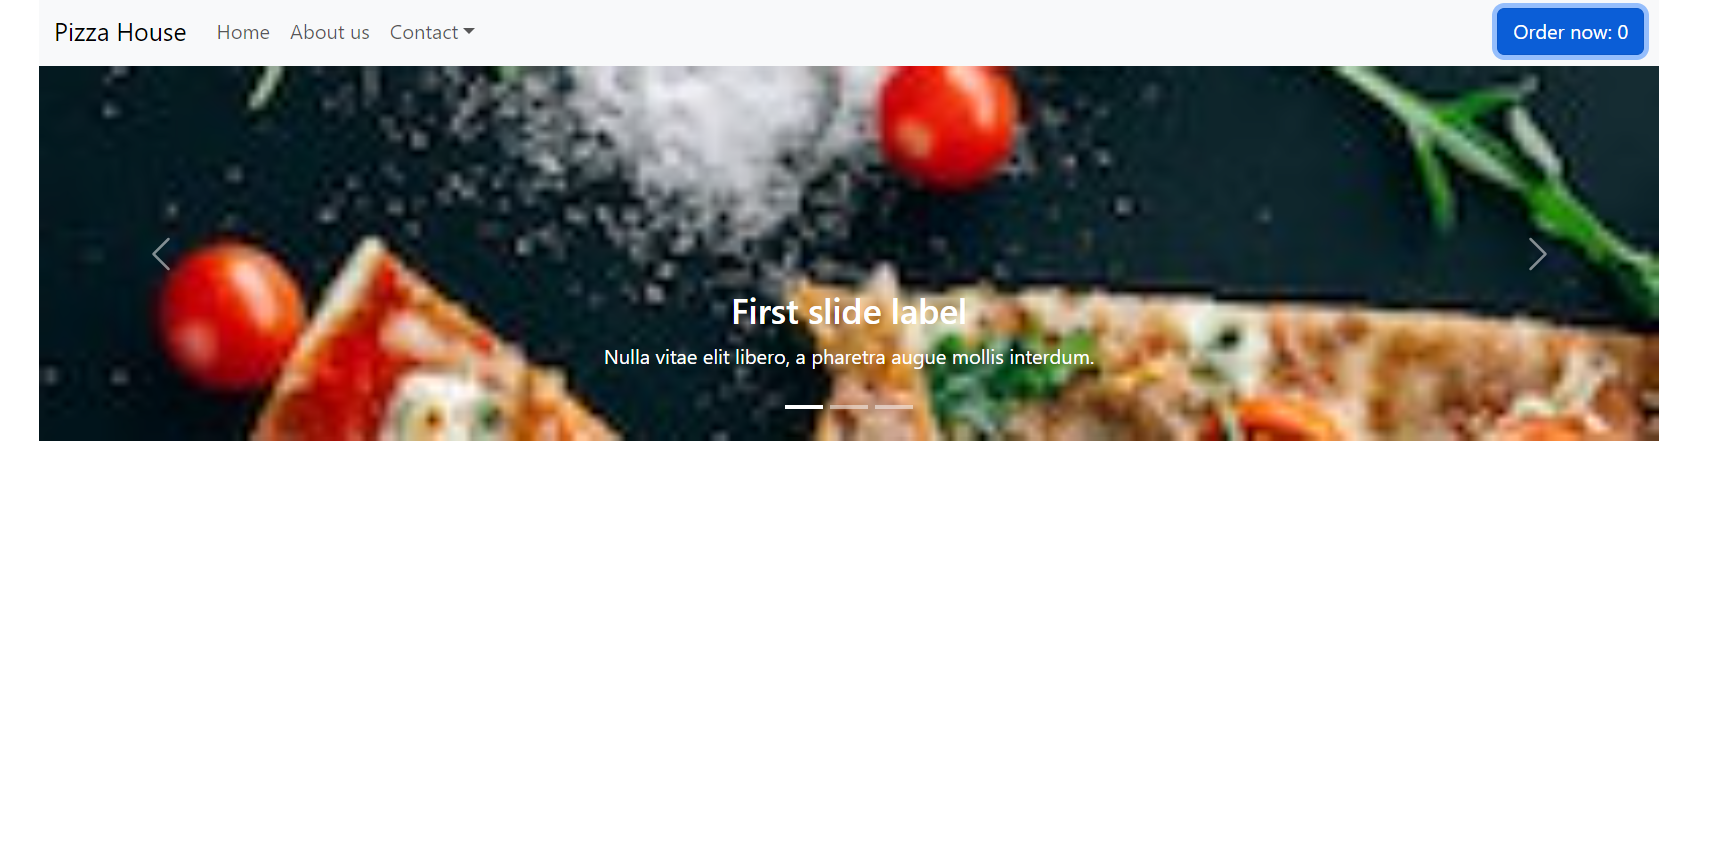 Pizza House Home About us Contact Order now: 0
First slide label
Nulla vitae elit libero, a pharetra augue mollis interdum.